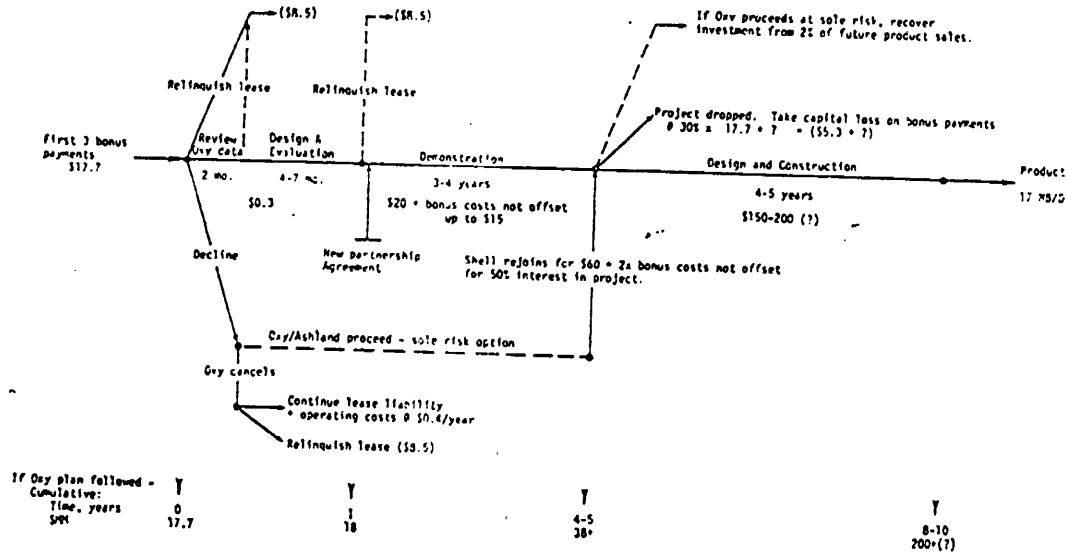 ($8.5)
($8.5)
If Oxy proceeds at sole risk, recover
investment from 2% of future product sales.
Relinquish lease
Relinquish lease
Project dropped. Take capital loss on bonus payments
@ 30% x 17.7 + ? = ($5.3 + ?)
First 3 bonus
payments
$17.7
Review
Oxy data
Design &
Evaluation
Demonstration
Design and Construction
Product
17 MB/D
2 mo.
4-7 mo.
3-4 years
4-5 years
$0.3
$20 + bonus costs not offset
up to $15
$150-200 (?)
Decline
New partnership
Agreement
Shell rejoins for $60 + 2x bonus costs not offset
for 50% interest in project.
Oxy/Ashland proceed - sole risk option
Oxy cancels
Continue lease liability
+ operating costs @ $0.4/year
Relinquish lease ($8.5)
If Oxy plan followed -
Cumulative:
Time, years 0 1 4-5 8-10
$MM 17.7 18 38+ 200+(?)